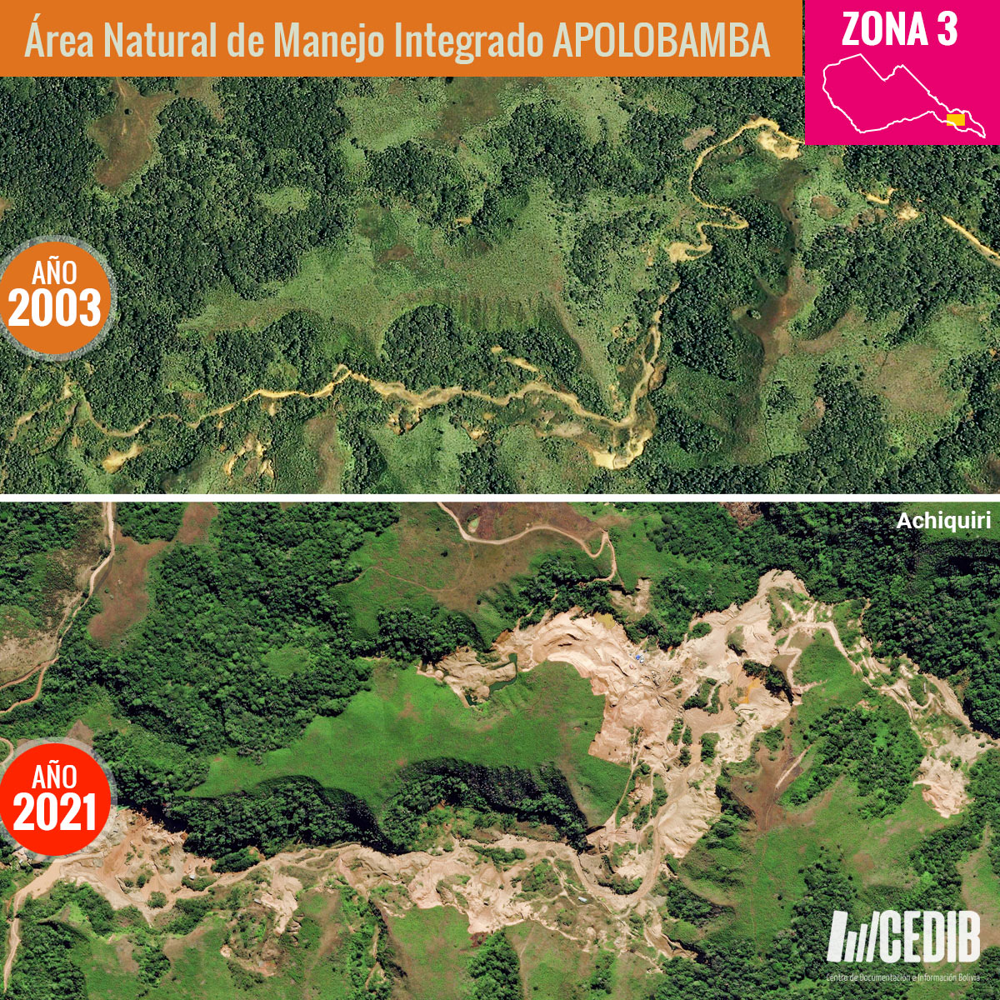 Área Natural de Manejo Integrado APOLOBAMBA
ZONA 3
AÑO
2003
Achiquiri
AÑO
2021
CEDIB
Centro de Documentación e Información Bolivia